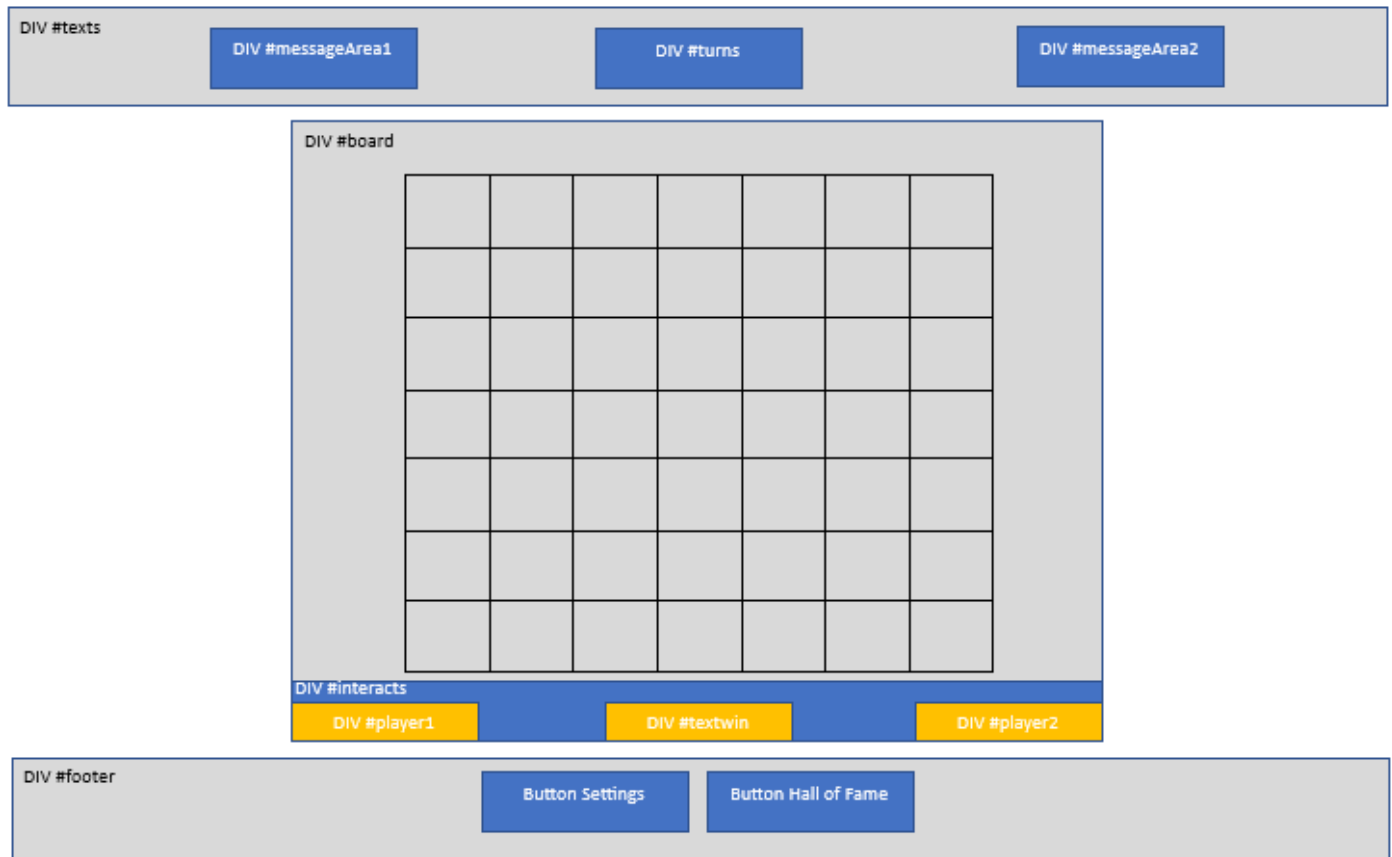 DIV #texts
DIV #messageArea1
DIV #turns
DIV #messageArea2
DIV #board
DIV #interacts
DIV #player1
DIV #textwin
DIV #player2
DIV #footer
Button Settings
Button Hall of Fame